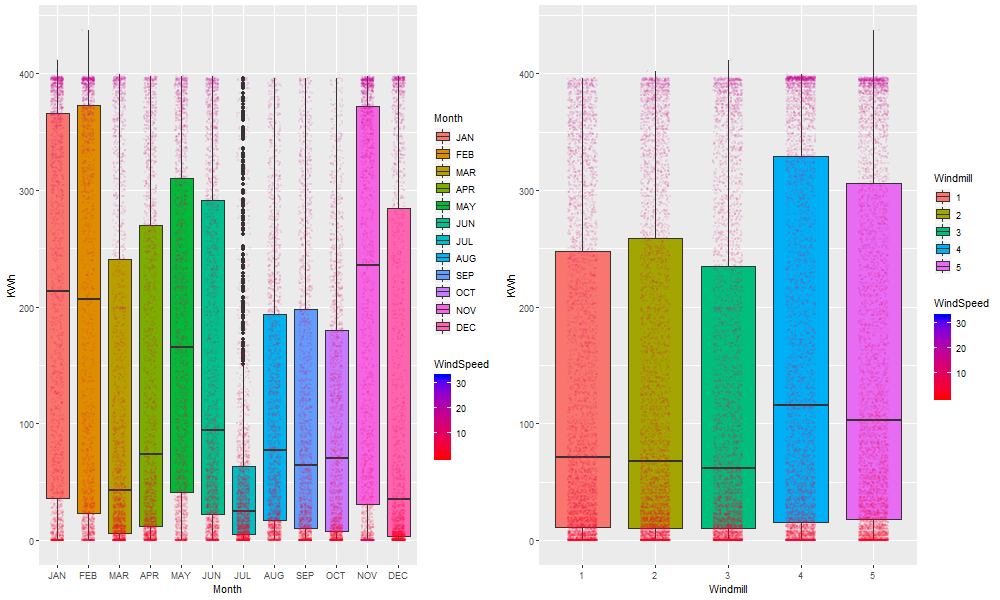 400
300
200
100
0
KWh
JAN FEB MAR APR MAY JUN JUL AUG SEP OCT NOV DEC
Month
Month
JAN
FEB
MAR
APR
MAY
JUN
JUL
AUG
SEP
OCT
NOV
DEC
WindSpeed
30
20
10
400
300
200
100
0
KWh
1 2 3 4 5
Windmill
Windmill
1
2
3
4
5
WindSpeed
30
20
10